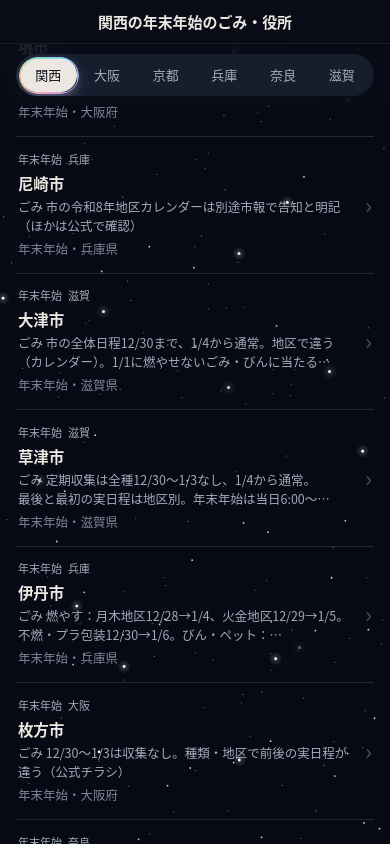 関西の年末年始のごみ・役所
堺市
関西 大阪 京都 兵庫 奈良 滋賀
年末年始・大阪府
年末年始 兵庫
尼崎市
ごみ 市の令和8年地区カレンダーは別途市報で告知と明記
（ほかは公式で確認）
年末年始・兵庫県
年末年始 滋賀
大津市
ごみ 市の全体日程12/30まで、1/4から通常。地区で違う
（カレンダー）。1/1に燃やせないごみ・びんに当たる…
年末年始・滋賀県
年末年始 滋賀
草津市
ごみ 定期収集は全種12/30〜1/3なし、1/4から通常。
最後と最初の実日程は地区別。年末年始は当日6:00〜…
年末年始・滋賀県
年末年始 兵庫
伊丹市
ごみ 燃やす：月木地区12/28→1/4、火金地区12/29→1/5。
不燃・プラ包装12/30→1/6。びん・ペット：…
年末年始・兵庫県
年末年始 大阪
枚方市
ごみ 12/30〜1/3は収集なし。種類・地区で前後の実日程が
違う（公式チラシ）
年末年始・大阪府
年末年始 奈良